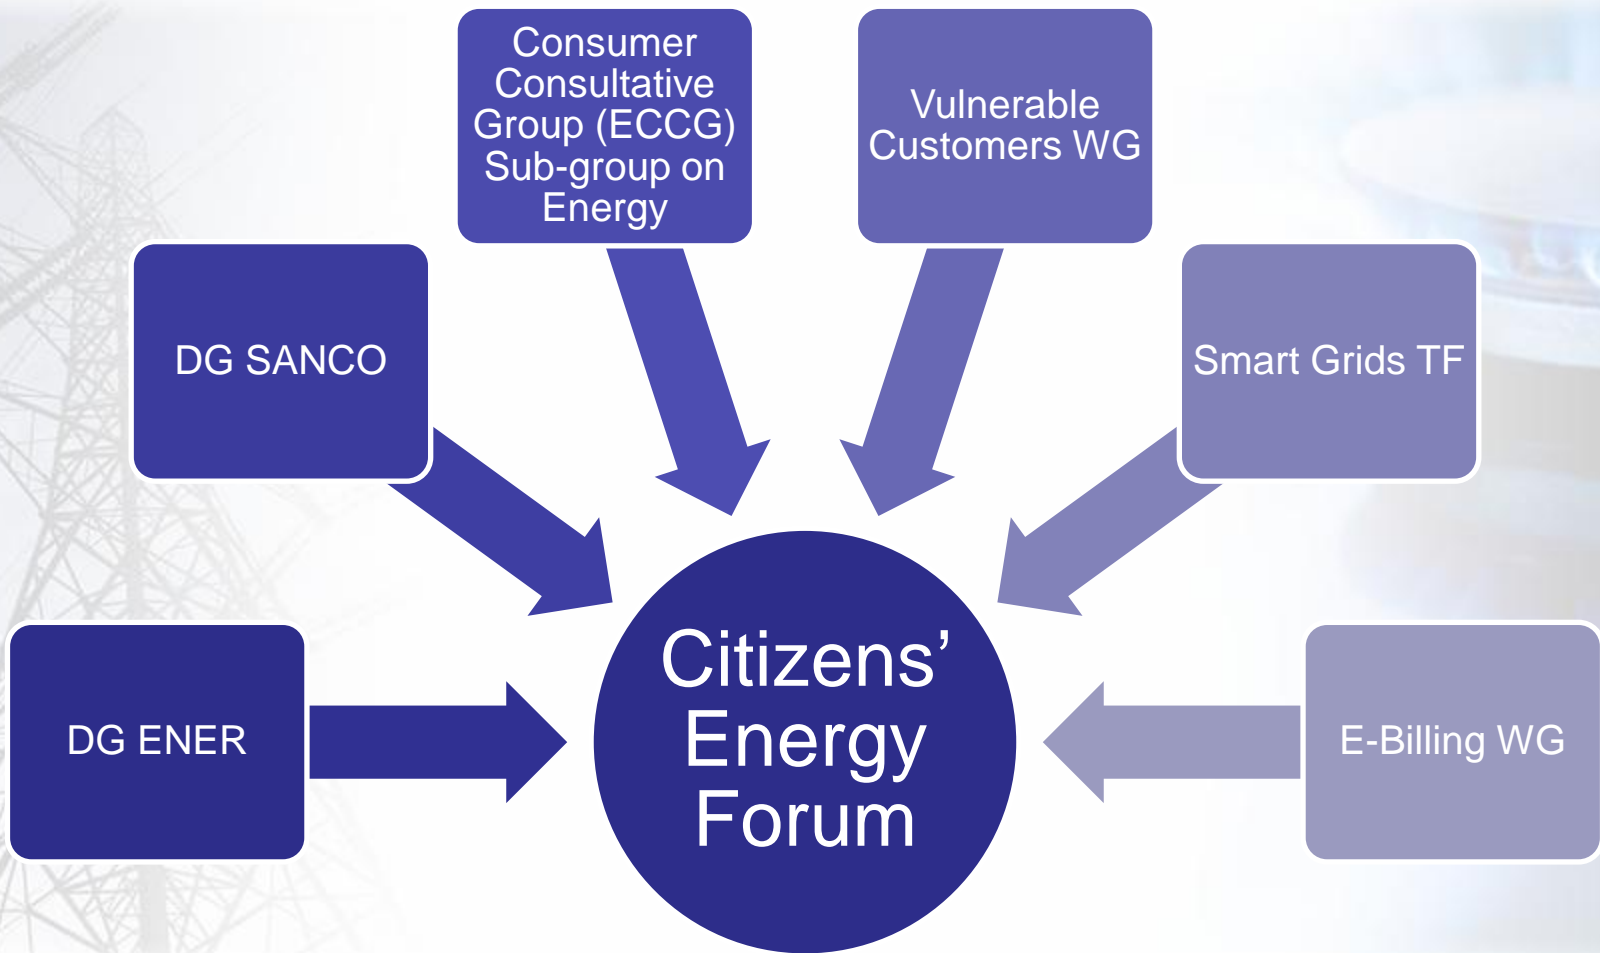 Consumer
Consultative
Group (ECCG)
Sub-group on
Energy
Vulnerable
Customers WG
DG SANCO
Smart Grids TF
DG ENER
Citizens’
Energy
Forum
E-Billing WG